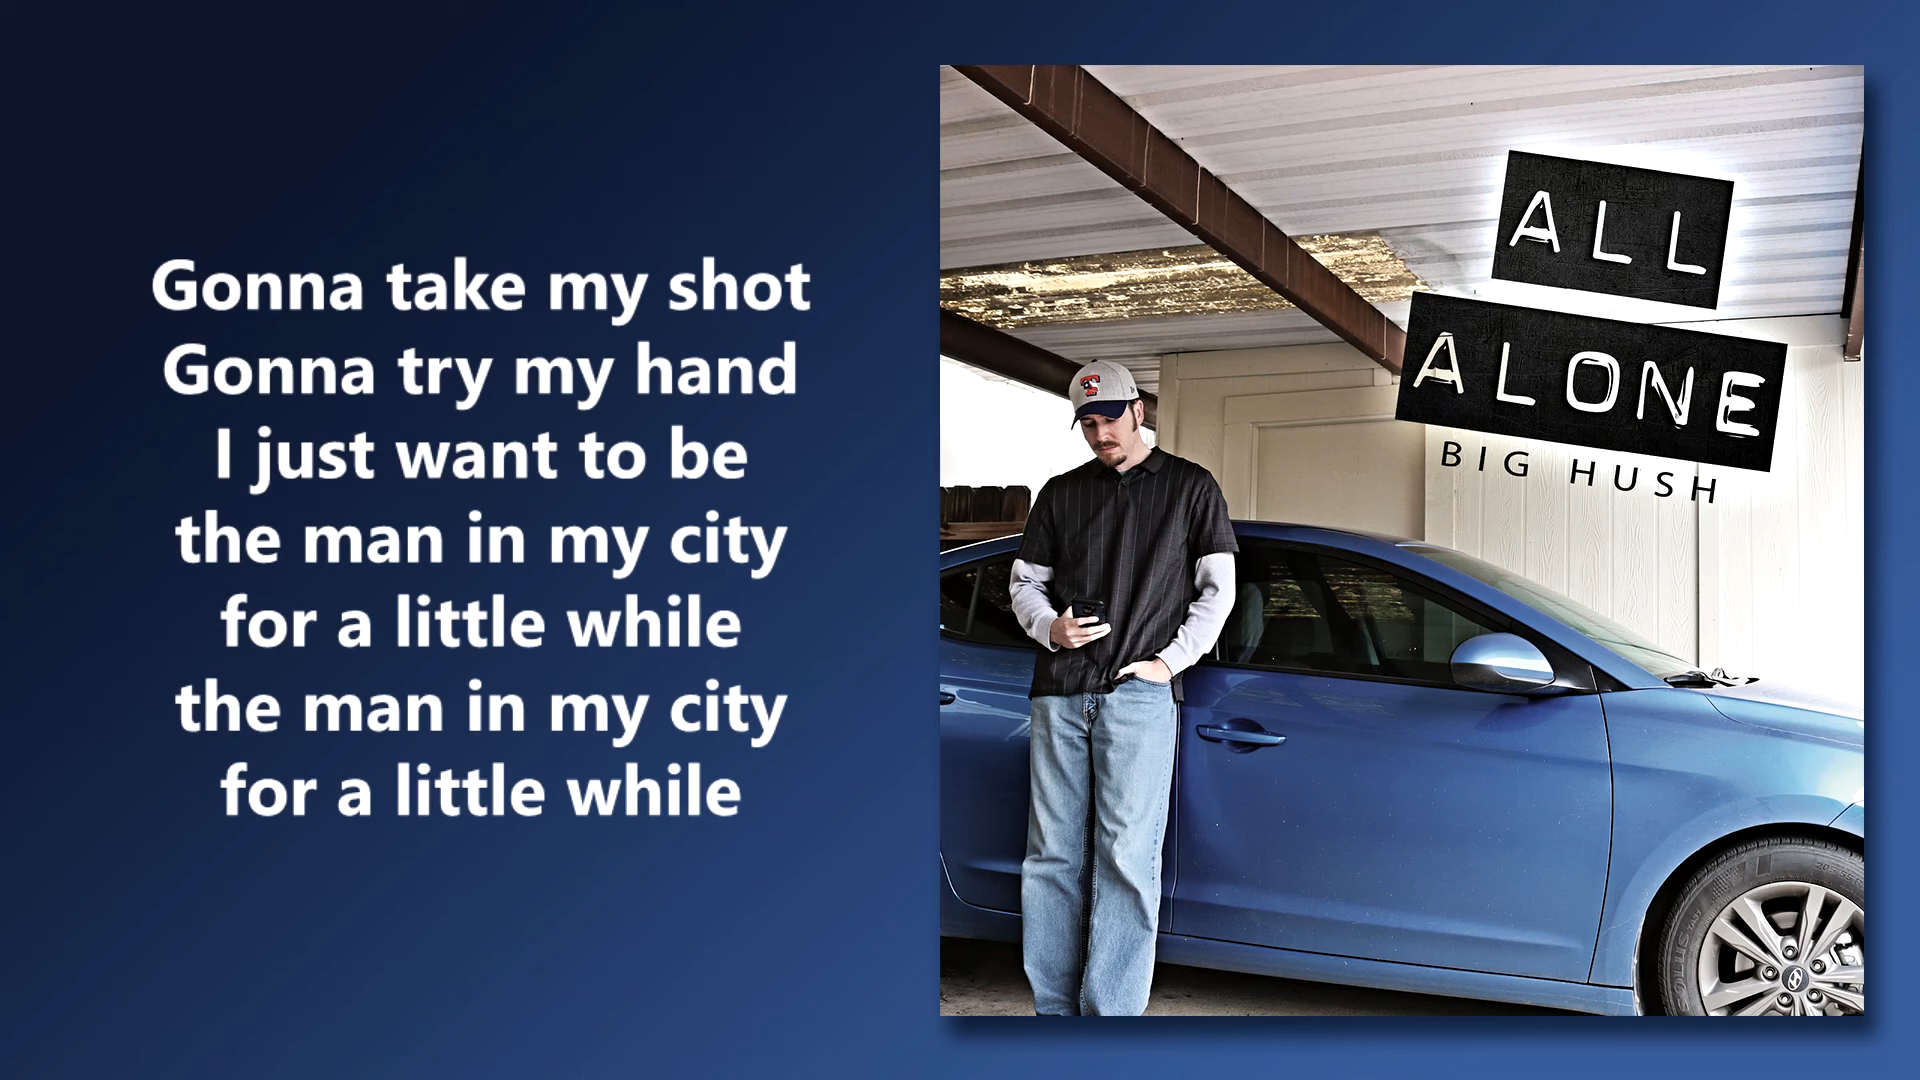 Gonna take my shot
Gonna try my hand
I just want to be
the man in my city
for a little while
the man in my city
for a little while
ALL
ALONE
BIG HUSH
T